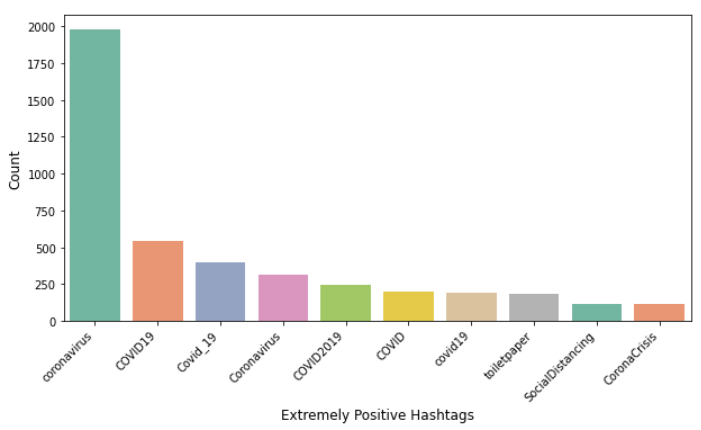 2000
1750
1500
1250
1000
750
500
250
0
Count
coronavirus
COVID19
Covid_19
Coronavirus
COVID2019
COVID
covid19
toiletpaper
SocialDistancing
CoronaCrisis
Extremely Positive Hashtags